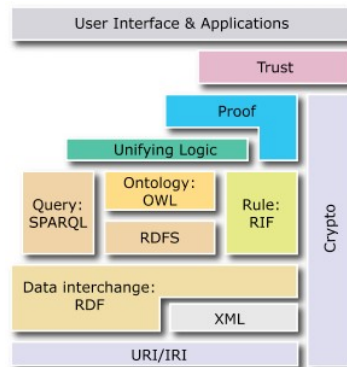 User Interface & Applications
Trust
Proof
Unifying Logic
Query:
SPARQL
Ontology:
OWL
RDFS
Rule:
RIF
Crypto
Data interchange:
RDF
XML
URI/IRI